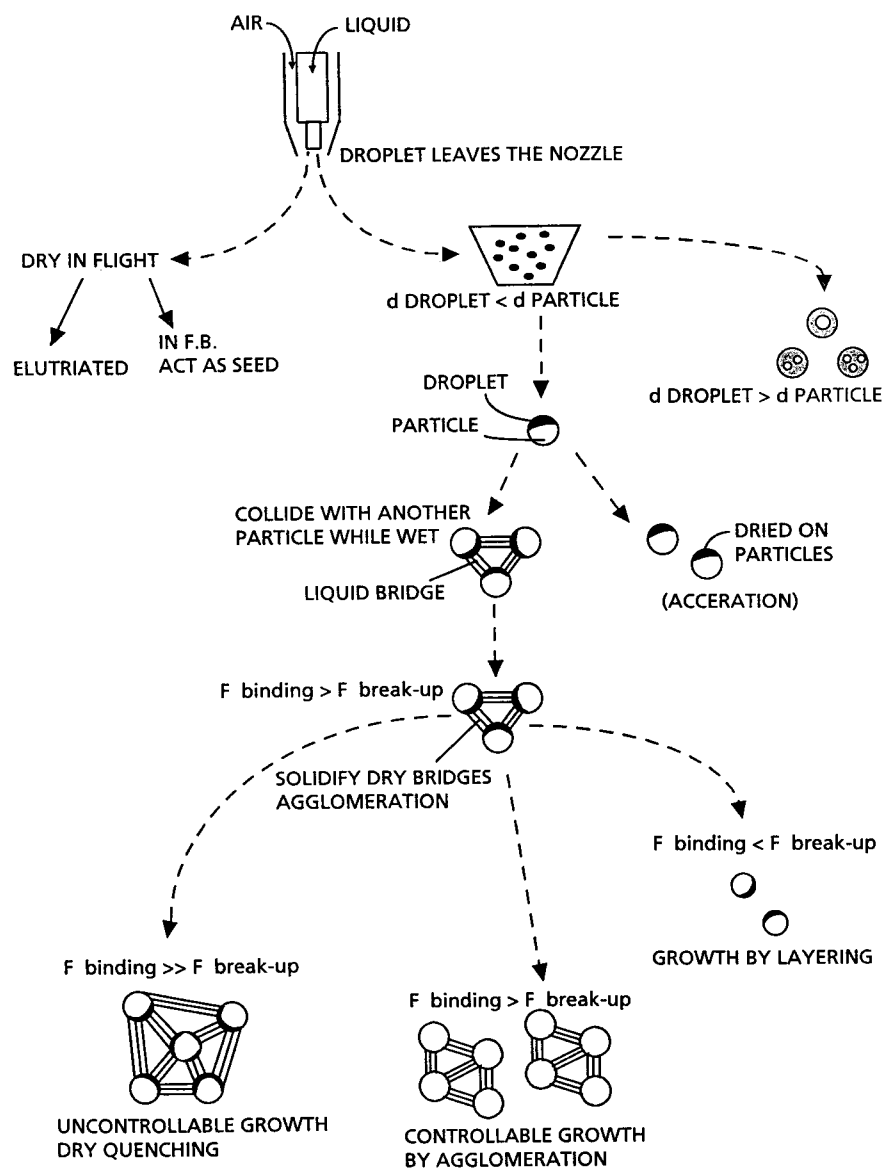 AIR
LIQUID
DROPLET LEAVES THE NOZZLE
DRY IN FLIGHT
ELUTRIATED
IN F.B.
ACT AS SEED
d DROPLET < d PARTICLE
d DROPLET > d PARTICLE
DROPLET
PARTICLE
COLLIDE WITH ANOTHER
PARTICLE WHILE WET
LIQUID BRIDGE
DRIED ON
PARTICLES
(ACCERATION)
F binding > F break-up
SOLIDIFY DRY BRIDGES
AGGLOMERATION
F binding < F break-up
GROWTH BY LAYERING
F binding >> F break-up
UNCONTROLLABLE GROWTH
DRY QUENCHING
F binding > F break-up
CONTROLLABLE GROWTH
BY AGGLOMERATION